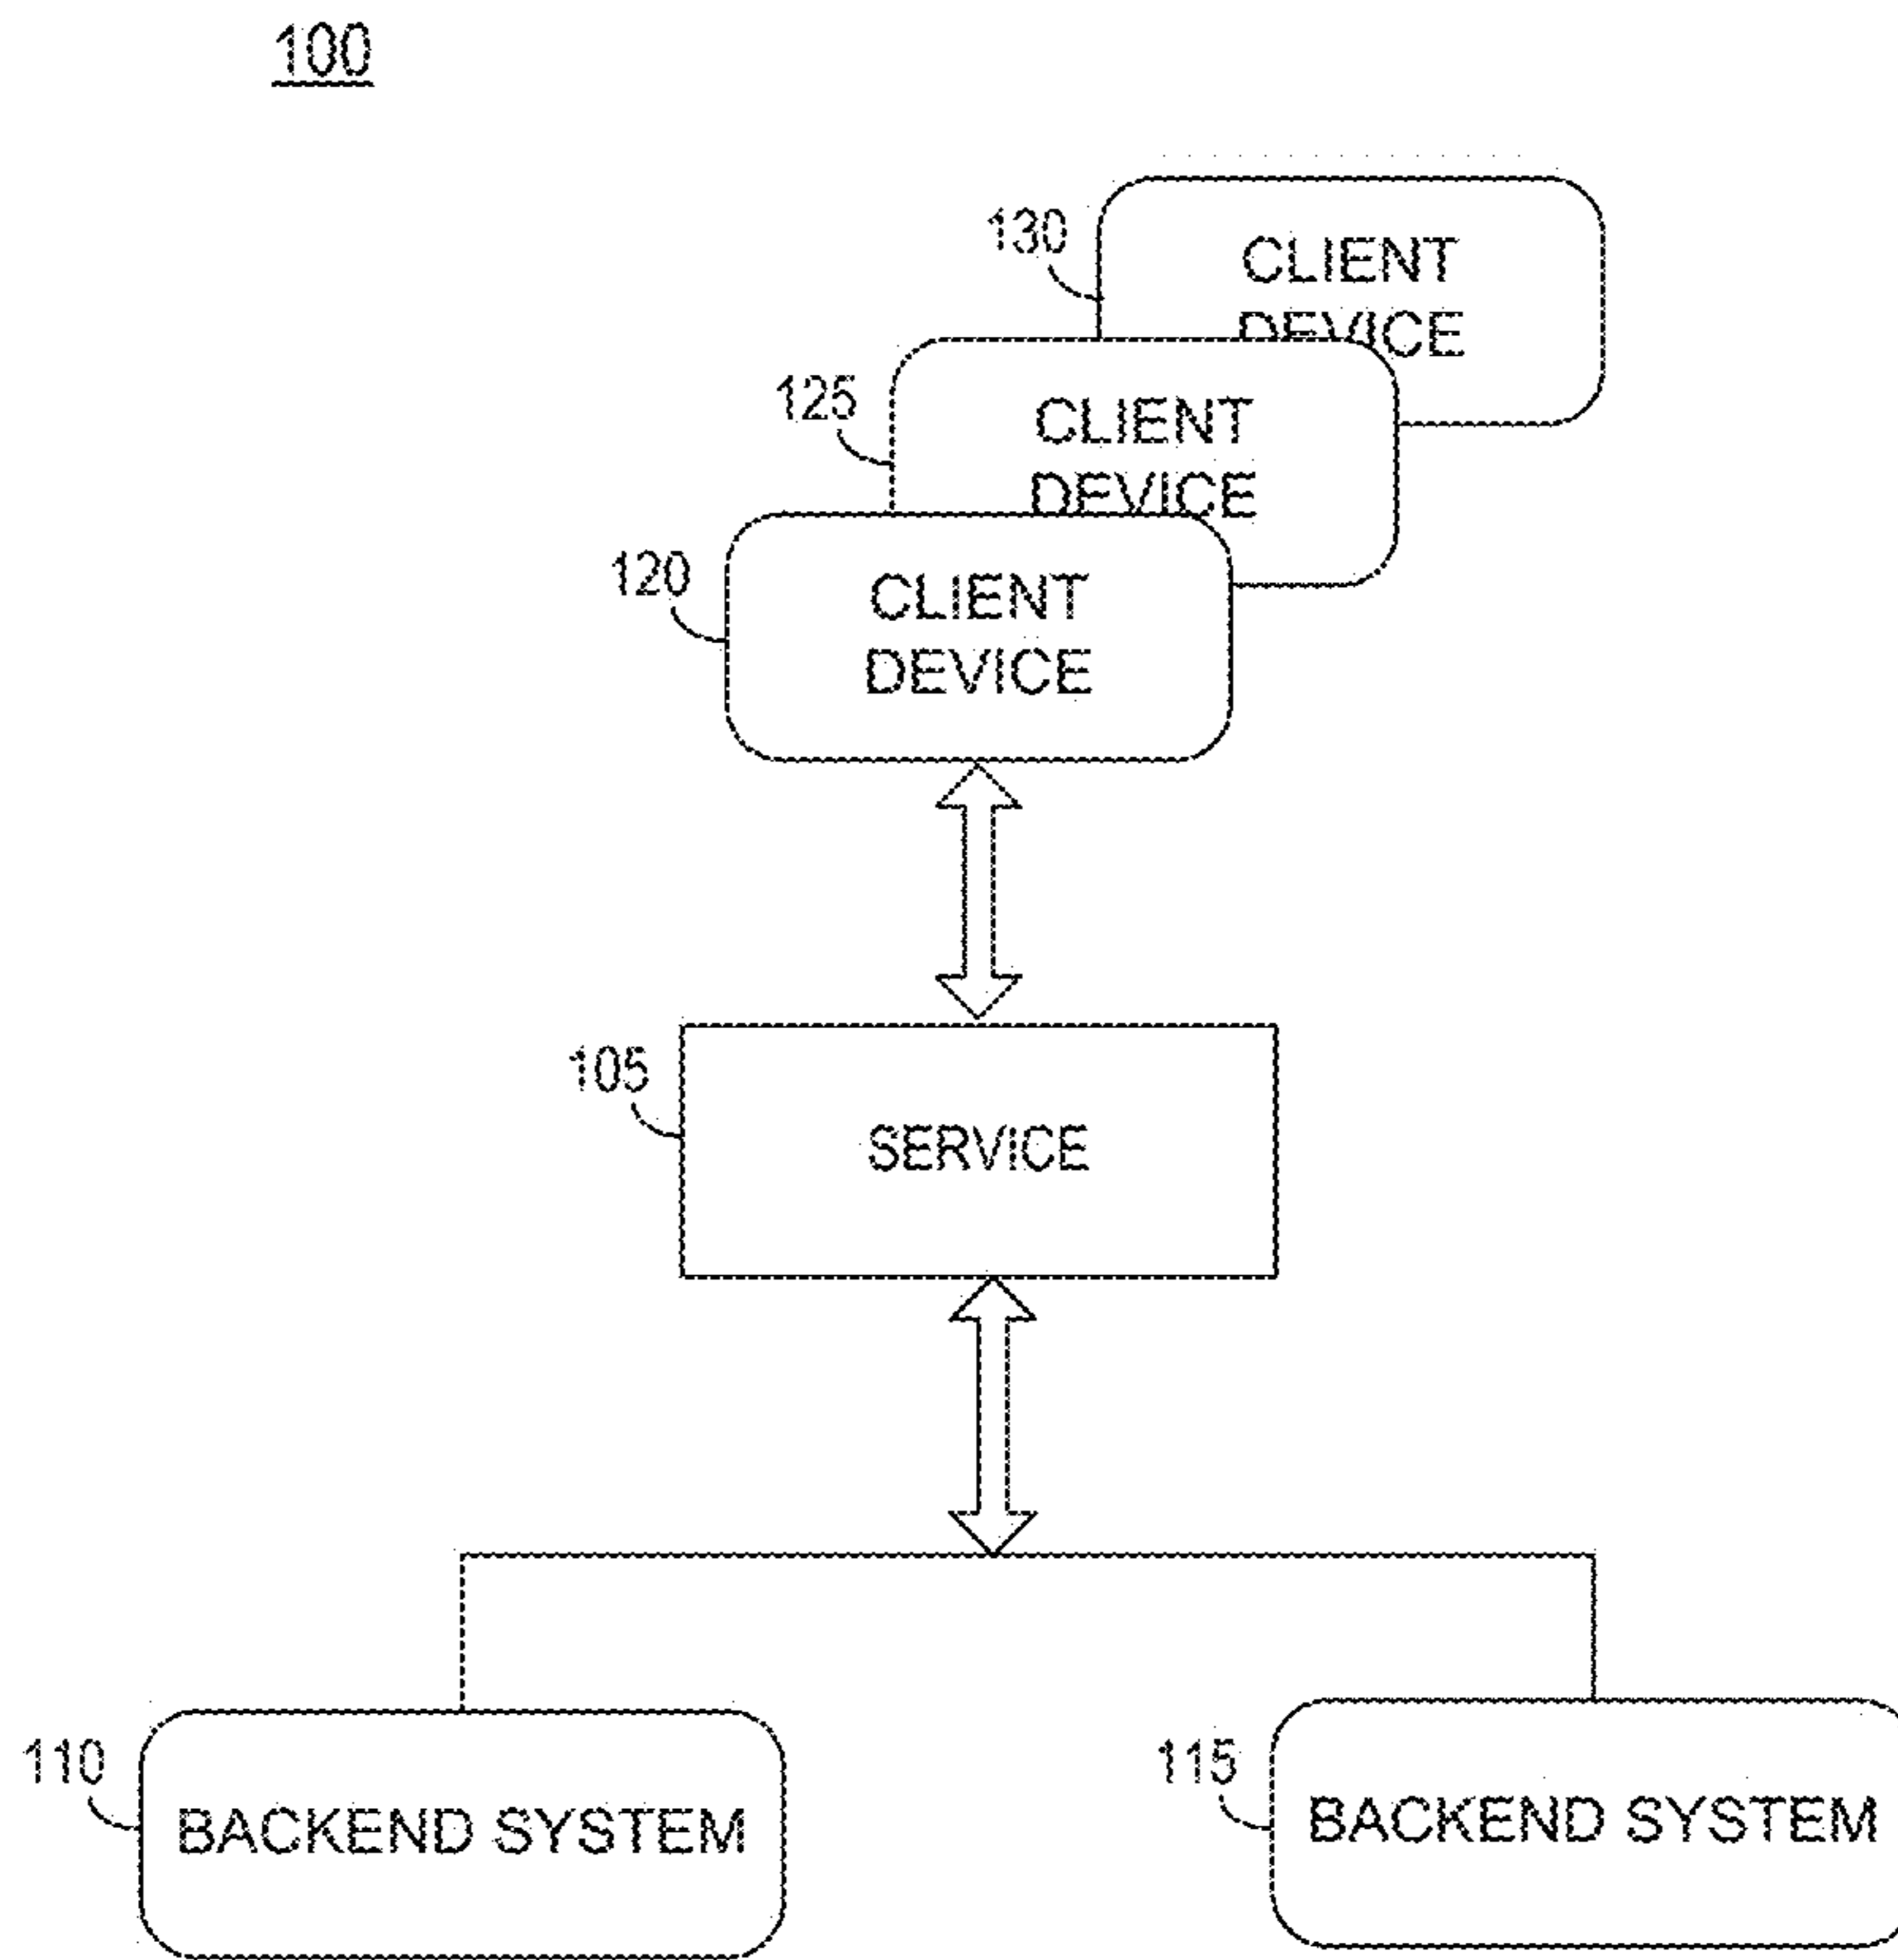 100
130
CLIENT
DEVICE
125
CLIENT
DEVICE
120
CLIENT
DEVICE
105
SERVICE
110
BACKEND SYSTEM
115
BACKEND SYSTEM